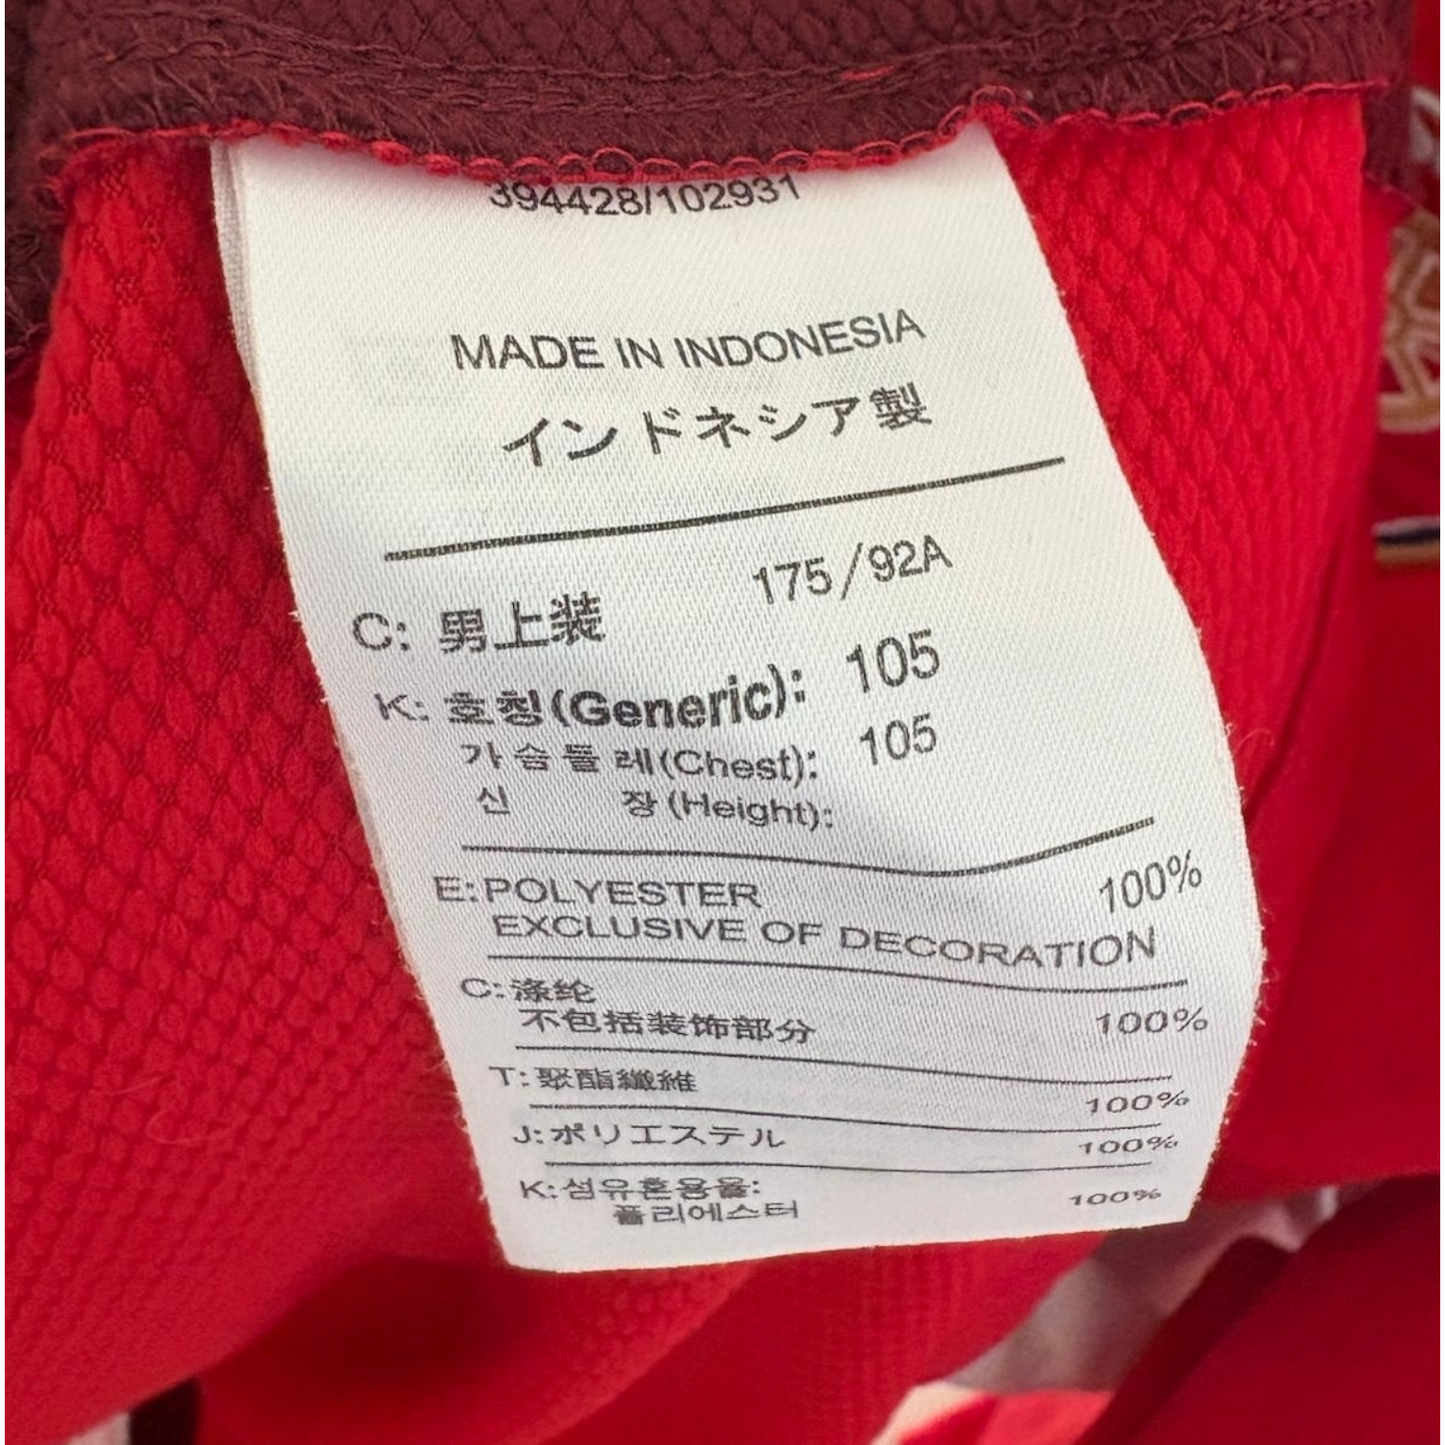 394428/102931
MADE IN INDONESIA
インドネシア製
C: 男上装 175/92A
K: 호칭(Generic): 105
가슴둘레(Chest): 105
신 장(Height):
E: POLYESTER 100%
EXCLUSIVE OF DECORATION
C: 涤纶 100%
不包括装饰部分
T: 聚酯纖維 100%
J: ポリエステル 100%
K: 섬유혼용율: 100%
폴리에스터